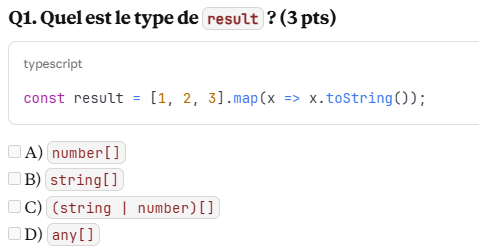 Q1. Quel est le type de result ? (3 pts)
typescript
const result = [1, 2, 3].map(x => x.toString());
A) number[]
B) string[]
C) (string | number)[]
D) any[]